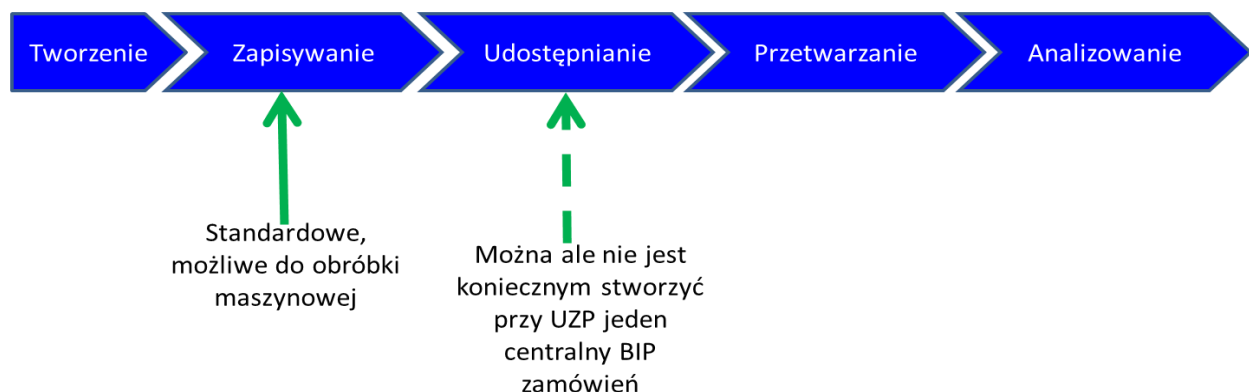 Tworzenie
Zapisywanie
Udostępnianie
Przetwarzanie
Analizowanie
Standardowe,
możliwe do obróbki
maszynowej
Można ale nie jest
koniecznym stworzyć
przy UZP jeden
centralny BIP
zamówień